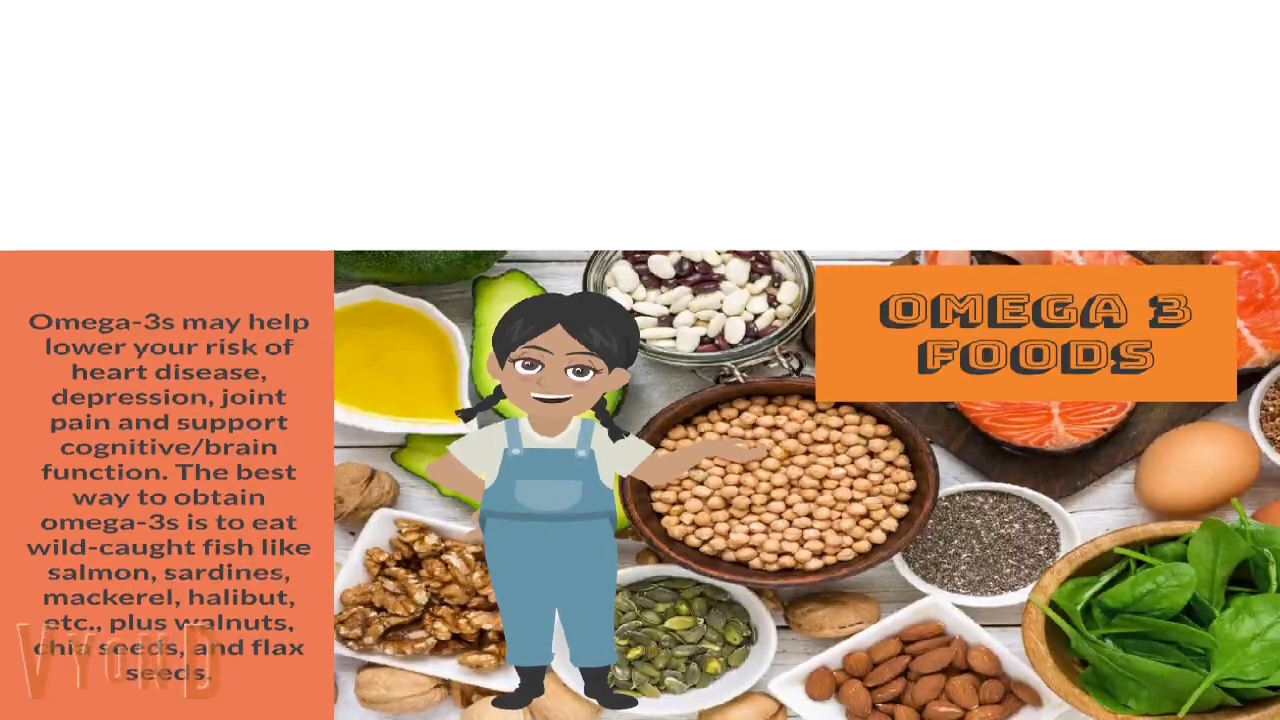 Omega-3s may help
lower your risk of
heart disease,
depression, joint
pain and support
cognitive/brain
function. The best
way to obtain
omega-3s is to eat
wild-caught fish like
salmon, sardines,
mackerel, halibut,
etc., plus walnuts,
chia seeds, and flax
seeds.
VYOND
OMEGA 3
FOODS